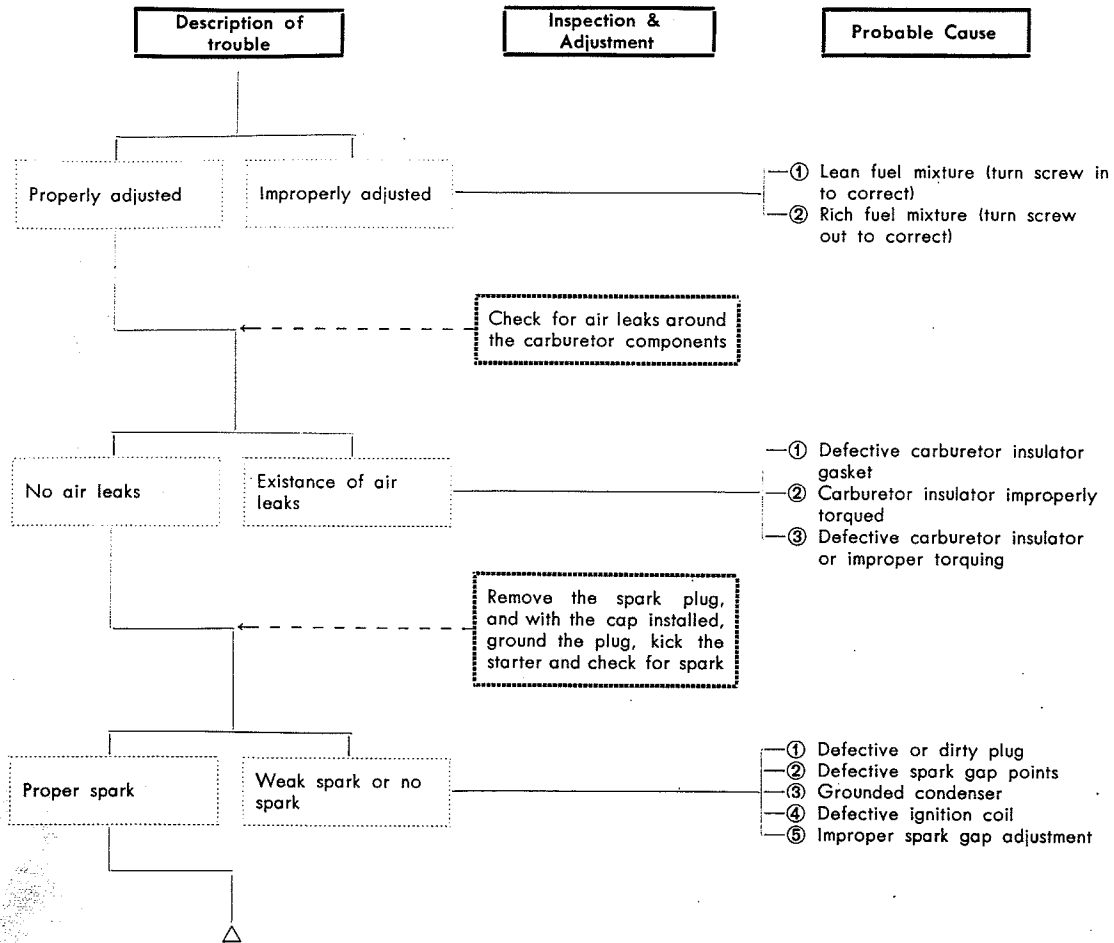 Description of
trouble
Inspection &
Adjustment
Probable Cause
Properly adjusted
Improperly adjusted
① Lean fuel mixture (turn screw in
to correct)
② Rich fuel mixture (turn screw
out to correct)
Check for air leaks around
the carburetor components
No air leaks
Existance of air
leaks
① Defective carburetor insulator
gasket
② Carburetor insulator improperly
torqued
③ Defective carburetor insulator
or improper torquing
Remove the spark plug,
and with the cap installed,
ground the plug, kick the
starter and check for spark
Proper spark
Weak spark or no
spark
① Defective or dirty plug
② Defective spark gap points
③ Grounded condenser
④ Defective ignition coil
⑤ Improper spark gap adjustment